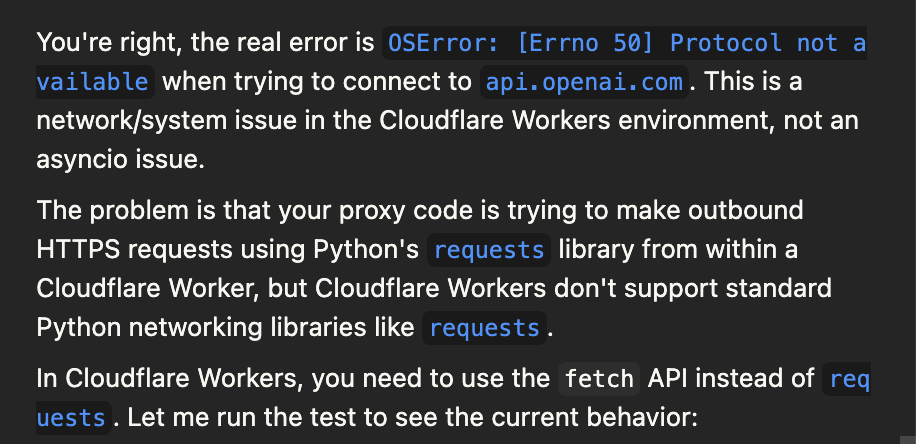 You're right, the real error is OSError: [Errno 50] Protocol not a
vailable when trying to connect to api.openai.com. This is a
network/system issue in the Cloudflare Workers environment, not an
asyncio issue.
The problem is that your proxy code is trying to make outbound
HTTPS requests using Python's requests library from within a
Cloudflare Worker, but Cloudflare Workers don't support standard
Python networking libraries like requests.
In Cloudflare Workers, you need to use the fetch API instead of req
uests. Let me run the test to see the current behavior: